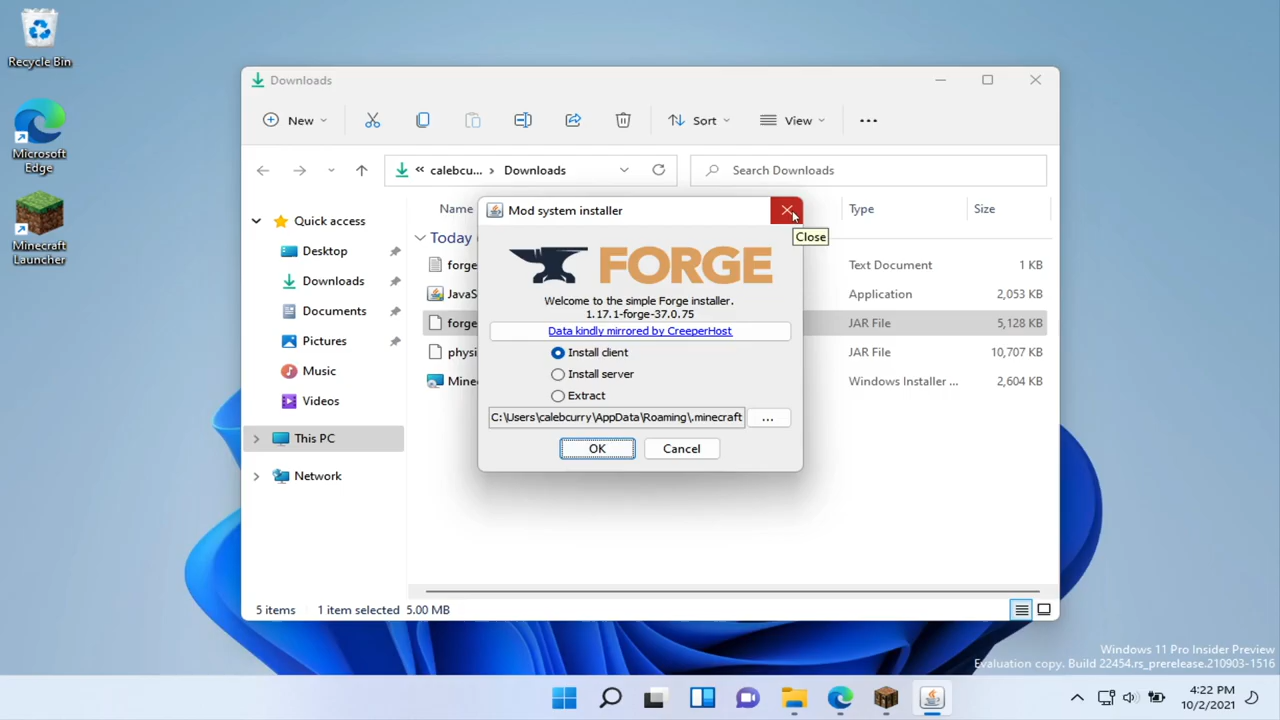 Recycle Bin
Microsoft
Edge
Minecraft
Launcher
Downloads
New
Sort
View
« calebcu... > Downloads
Search Downloads
Name
Type
Size
Quick access
Desktop
Downloads
Documents
Pictures
Music
Videos
This PC
Network
Today
forge
Text Document
1 KB
JavaS
Application
2,053 KB
forge
JAR File
5,128 KB
physi
JAR File
10,707 KB
Mine
Windows Installer ...
2,604 KB
Mod system installer
Close
FORGE
Welcome to the simple Forge installer.
1.17.1-forge-37.0.75
Data kindly mirrored by CreeperHost
Install client
Install server
Extract
C:\Users\calebcurry\AppData\Roaming\.minecraft
...
OK
Cancel
5 items
1 item selected 5.00 MB
Windows 11 Pro Insider Preview
Evaluation copy. Build 22454.rs_prerelease.210903-1516
4:22 PM
10/2/2021